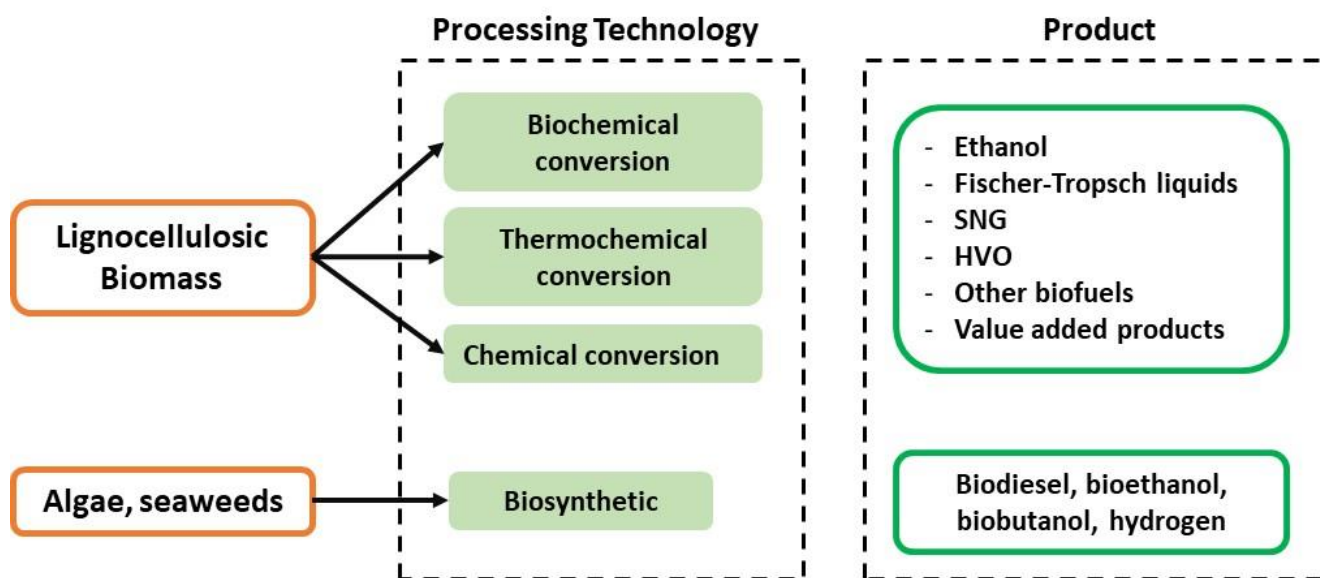 Processing Technology
Product
Lignocellulosic
Biomass
Biochemical
conversion
Thermochemical
conversion
Chemical conversion
- Ethanol
- Fischer-Tropsch liquids
- SNG
- HVO
- Other biofuels
- Value added products
Algae, seaweeds
Biosynthetic
Biodiesel, bioethanol,
biobutanol, hydrogen